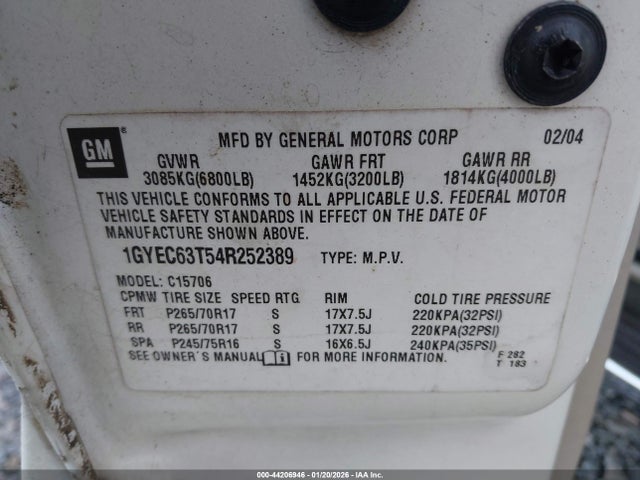 GM ®
MFD BY GENERAL MOTORS CORP 02/04
GVWR GAWR FRT GAWR RR
3085KG(6800LB) 1452KG(3200LB) 1814KG(4000LB)
THIS VEHICLE CONFORMS TO ALL APPLICABLE U.S. FEDERAL MOTOR
VEHICLE SAFETY STANDARDS IN EFFECT ON THE DATE OF
MANUFACTURE SHOWN ABOVE.
1GYEC63T54R252389 TYPE: M.P.V.
MODEL: C15706
CPMW TIRE SIZE SPEED RTG RIM COLD TIRE PRESSURE
FRT P265/70R17 S 17X7.5J 220KPA(32PSI)
RR P265/70R17 S 17X7.5J 220KPA(32PSI)
SPA P245/75R16 S 16X6.5J 240KPA(35PSI)
SEE OWNER'S MANUAL i FOR MORE INFORMATION.
F 282
T 183
000-44206946 - 01/20/2026 - IAA Inc.